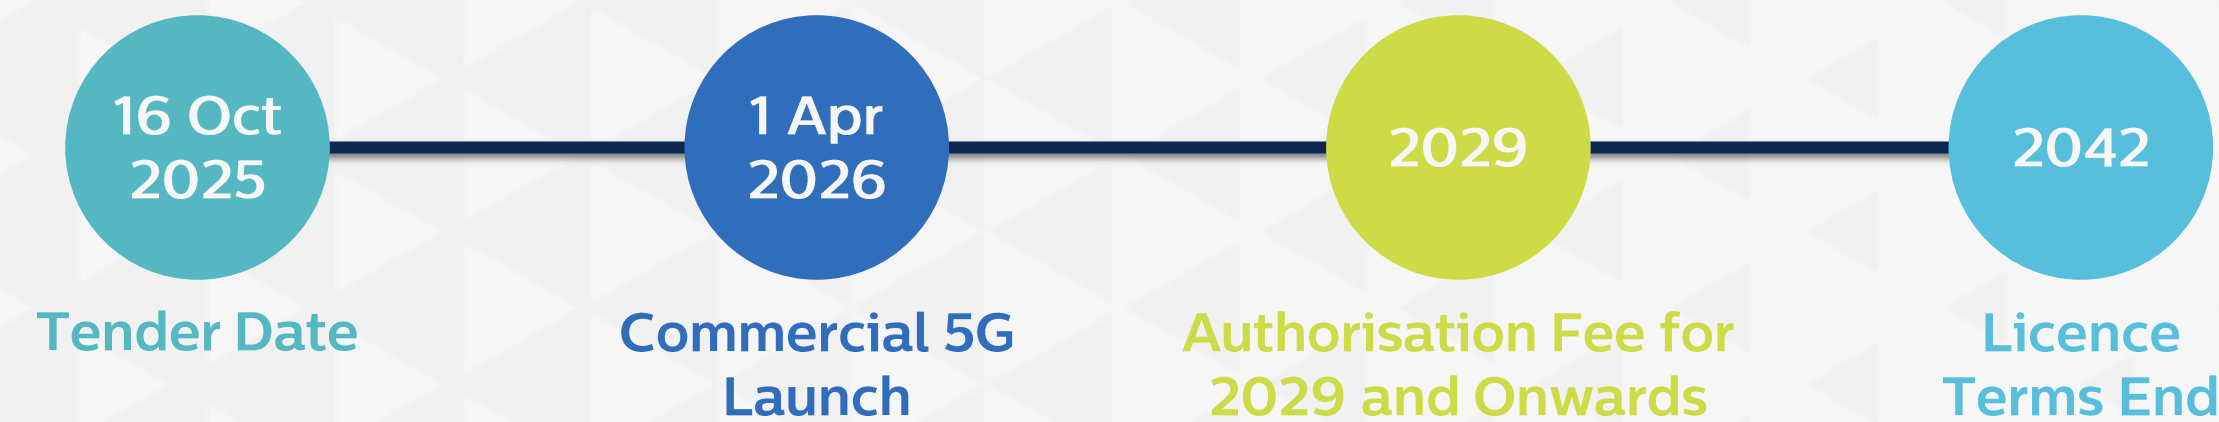 16 Oct
2025
Tender Date
1 Apr
2026
Commercial 5G
Launch
2029
Authorisation Fee for
2029 and Onwards
2042
Licence
Terms End